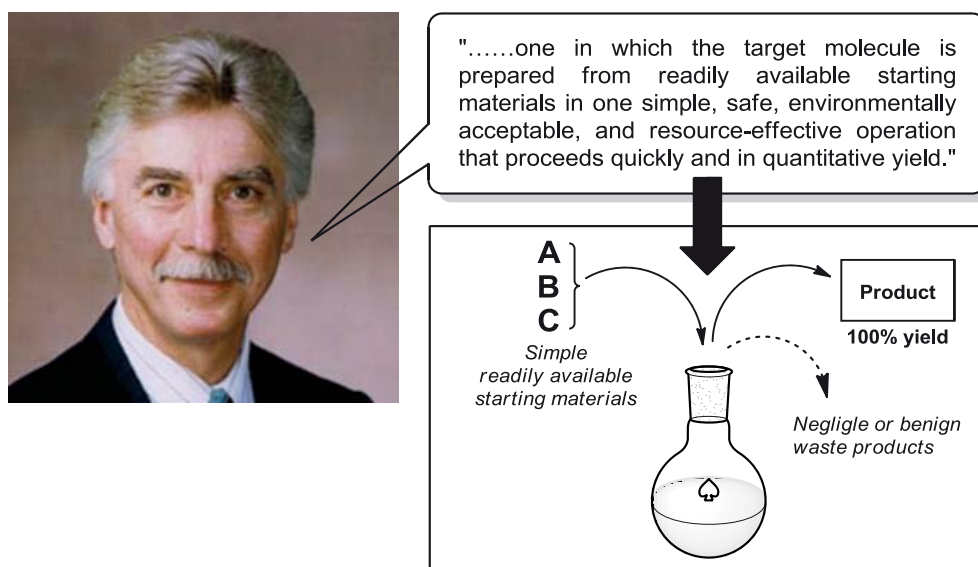 "......one in which the target molecule is
prepared from readily available starting
materials in one simple, safe, environmentally
acceptable, and resource-effective operation
that proceeds quickly and in quantitative yield."
A
B
C
Simple
readily available
starting materials
Product
100% yield
Negligle or benign
waste products